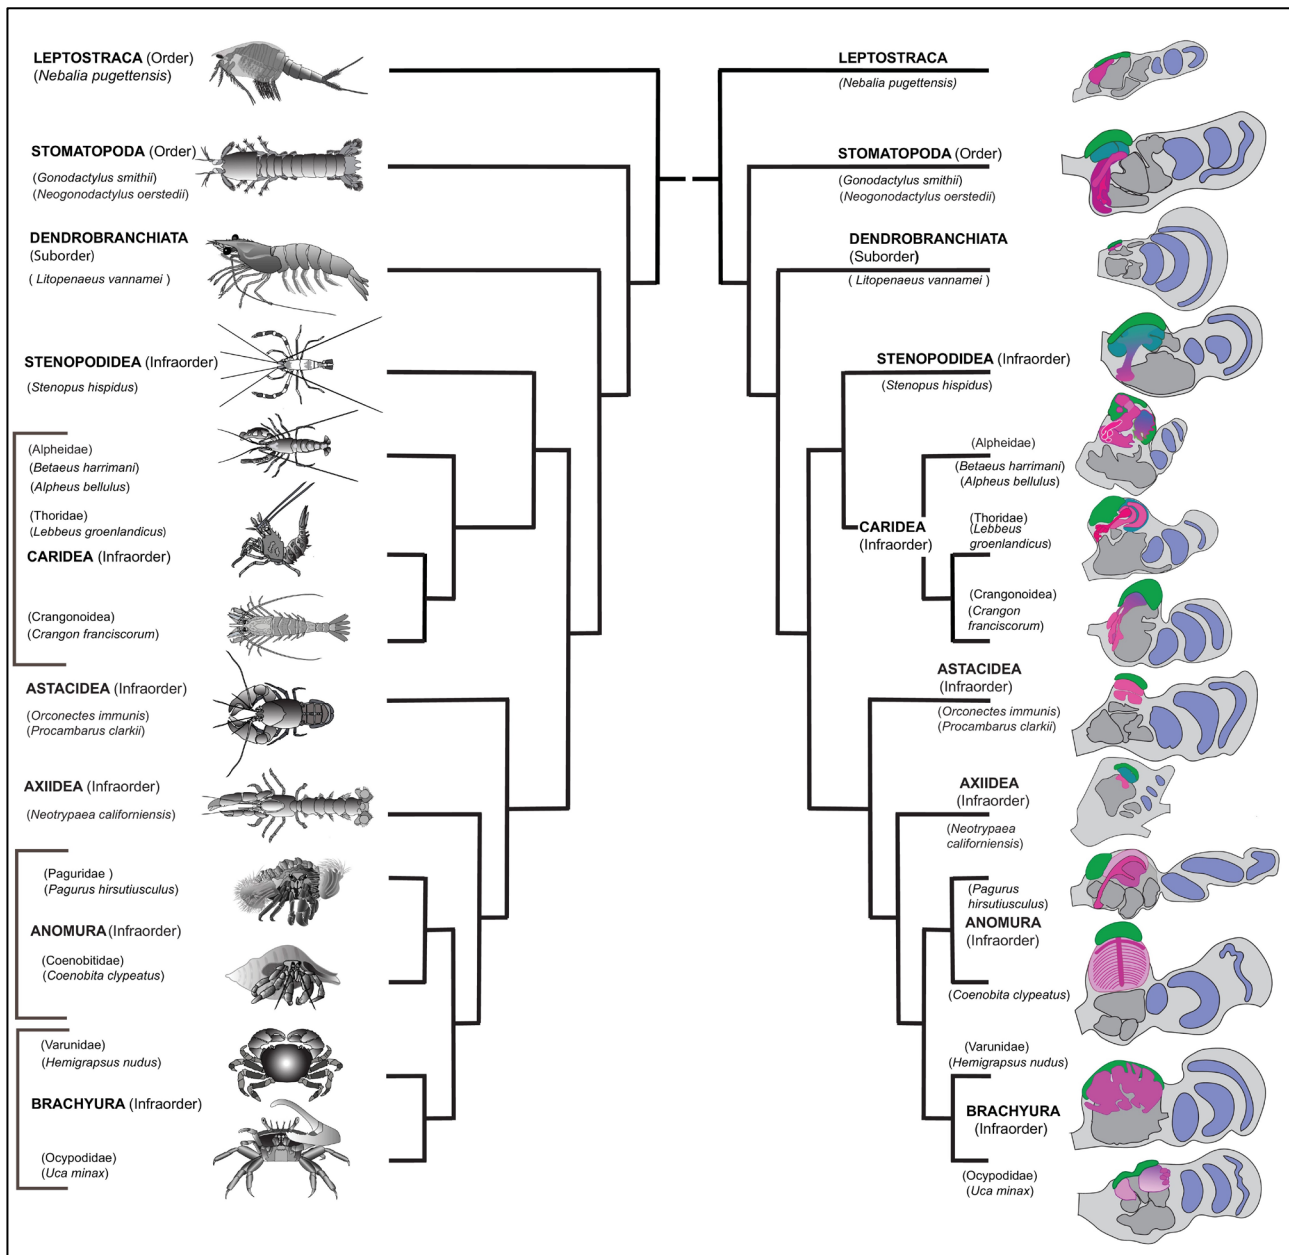 LEPTOSTRACA (Order)
(Nebalia pugettensis)
STOMATOPODA (Order)
(Gonodactylus smithii)
(Neogonodactylus oerstedii)
DENDROBRANCHIATA
(Suborder)
( Litopenaeus vannamei )
STENOPODIDEA (Infraorder)
(Stenopus hispidus)
(Alpheidae)
(Betaeus harrimani)
(Alpheus bellulus)
(Thoridae)
(Lebbeus groenlandicus)
CARIDEA (Infraorder)
(Crangonoidea)
(Crangon franciscorum)
ASTACIDEA (Infraorder)
(Orconectes immunis)
(Procambarus clarkii)
AXIIDEA (Infraorder)
(Neotrypaea californiensis)
(Paguridae )
(Pagurus hirsutiusculus)
ANOMURA (Infraorder)
(Coenobitidae)
(Coenobita clypeatus)
(Varunidae)
(Hemigrapsus nudus)
BRACHYURA (Infraorder)
(Ocypodidae)
(Uca minax)
LEPTOSTRACA
(Nebalia pugettensis)
STOMATOPODA (Order)
(Gonodactylus smithii)
(Neogonodactylus oerstedii)
DENDROBRANCHIATA
(Suborder)
( Litopenaeus vannamei )
STENOPODIDEA (Infraorder)
(Stenopus hispidus)
(Alpheidae)
(Betaeus harrimani)
(Alpheus bellulus)
(Thoridae)
(Lebbeus
groenlandicus)
CARIDEA
(Infraorder)
(Crangonoidea)
(Crangon
franciscorum)
ASTACIDEA
(Infraorder)
(Orconectes immunis)
(Procambarus clarkii)
AXIIDEA
(Infraorder)
(Neotrypaea
californiensis)
(Pagurus
hirsutiusculus)
ANOMURA
(Infraorder)
(Coenobita clypeatus)
(Varunidae)
(Hemigrapsus nudus)
BRACHYURA
(Infraorder)
(Ocypodidae)
(Uca minax)